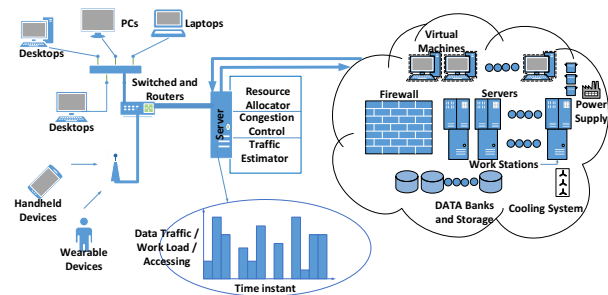 PCs
Laptops
Desktops
Switched and
Routers
Desktops
Handheld
Devices
Wearable
Devices
Server
Resource
Allocator
Congestion
Control
Traffic
Estimator
Data Traffic /
Work Load /
Accessing
Time instant
Virtual
Machines
Firewall
Servers
Power
Supply
Work Stations
DATA Banks
and Storage
Cooling System